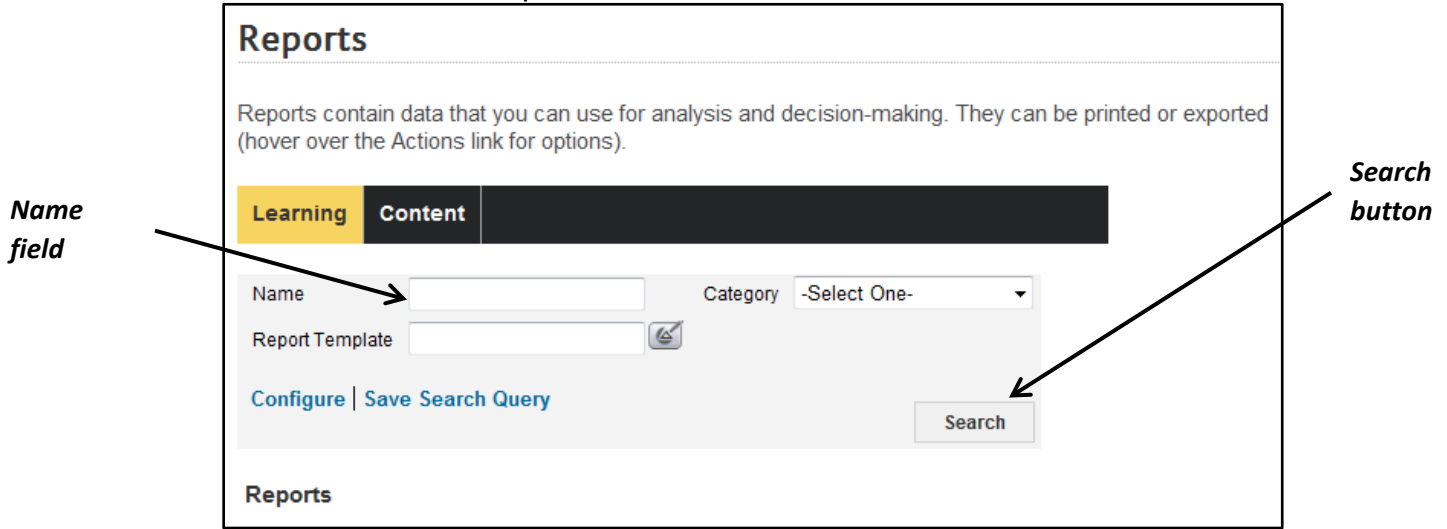 Reports
Reports contain data that you can use for analysis and decision-making. They can be printed or exported
(hover over the Actions link for options).
Learning Content
Name
field
Search
button
Name Category -Select One-
Report Template
Configure | Save Search Query
Search
Reports